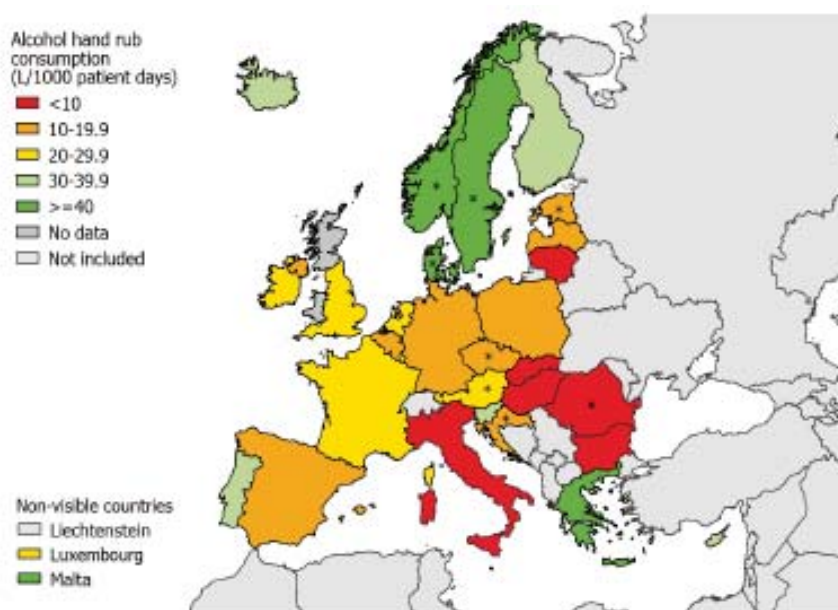 Alcohol hand rub
consumption
(L/1000 patient days)
<10
10-19.9
20-29.9
30-39.9
>=40
No data
Not included
Non-visible countries
Liechtenstein
Luxembourg
Malta